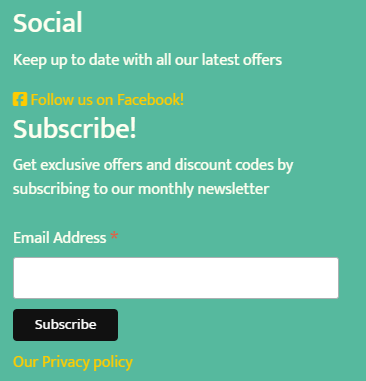 Social
Keep up to date with all our latest offers
Follow us on Facebook!
Subscribe!
Get exclusive offers and discount codes by
subscribing to our monthly newsletter
Email Address *
Subscribe
Our Privacy policy